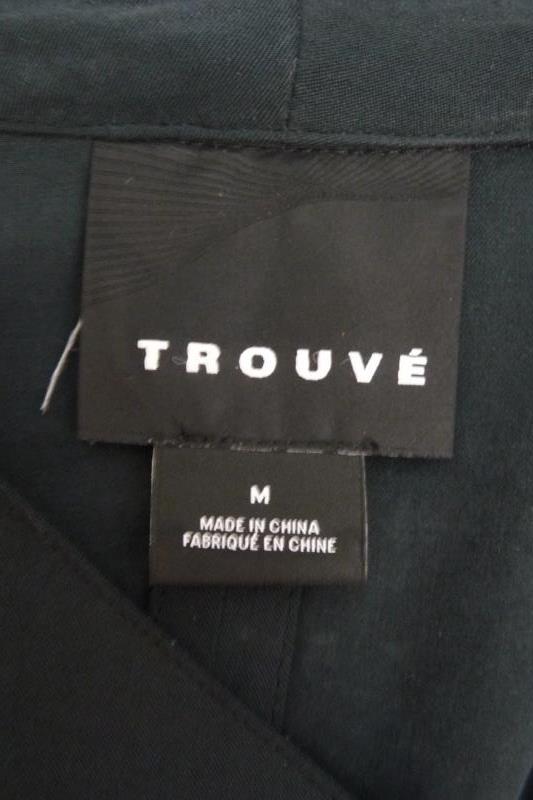 TROUVÉ
M
MADE IN CHINA
FABRIQUÉ EN CHINE